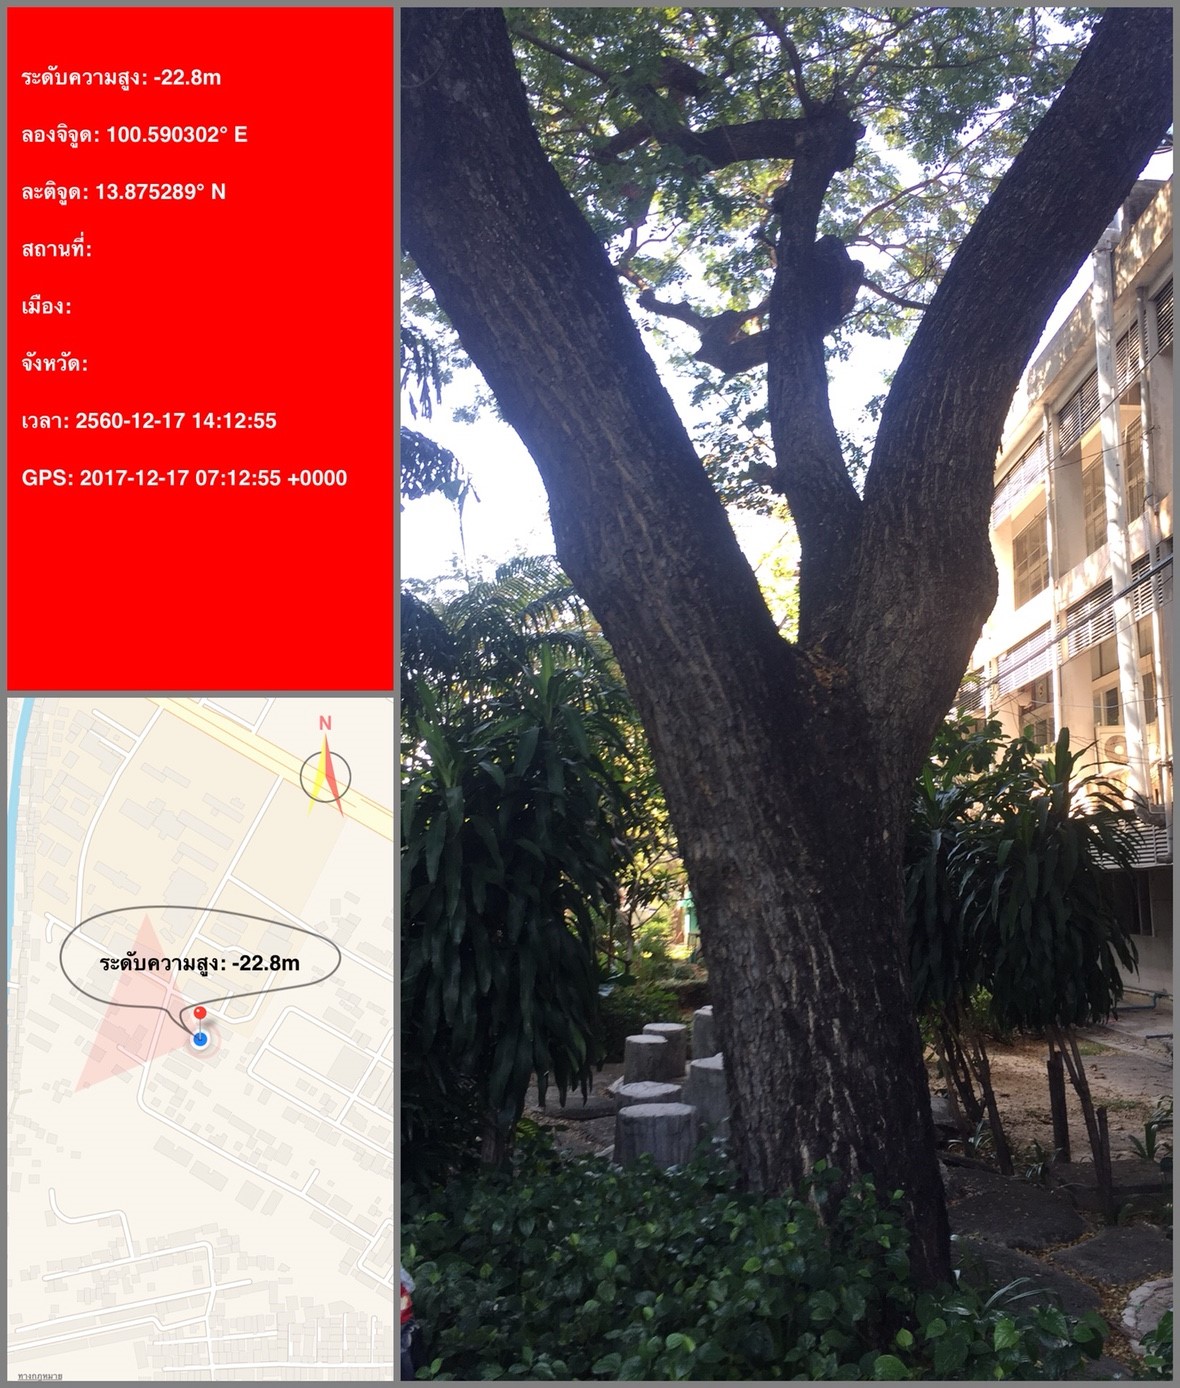 ระดับความสูง: -22.8m
ลองจิจูด: 100.590302° E
ละติจูด: 13.875289° N
สถานที่:
เมือง:
จังหวัด:
เวลา: 2560-12-17 14:12:55
GPS: 2017-12-17 07:12:55 +0000
N
ระดับความสูง: -22.8m
ทางกฎหมาย